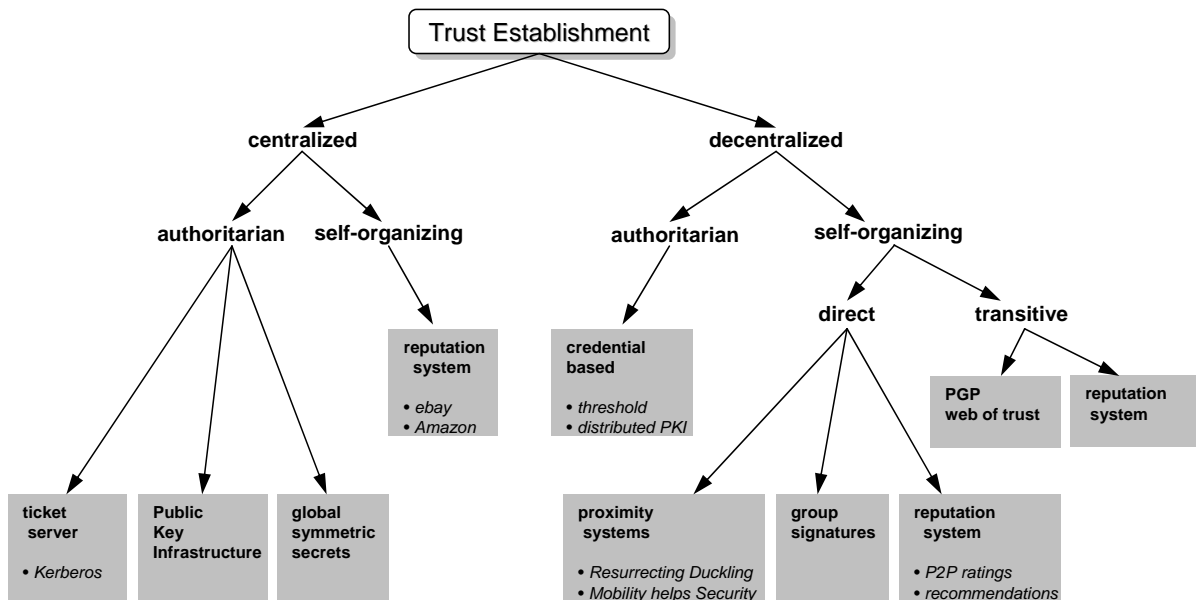 Trust Establishment
centralized
decentralized
authoritarian
self-organizing
authoritarian
self-organizing
direct
transitive
reputation
system
• ebay
• Amazon
credential
based
• threshold
• distributed PKI
PGP
web of trust
reputation
system
ticket
server
• Kerberos
Public
Key
Infrastructure
global
symmetric
secrets
proximity
systems
• Resurrecting Duckling
• Mobility helps Security
group
signatures
reputation
system
• P2P ratings
• recommendations